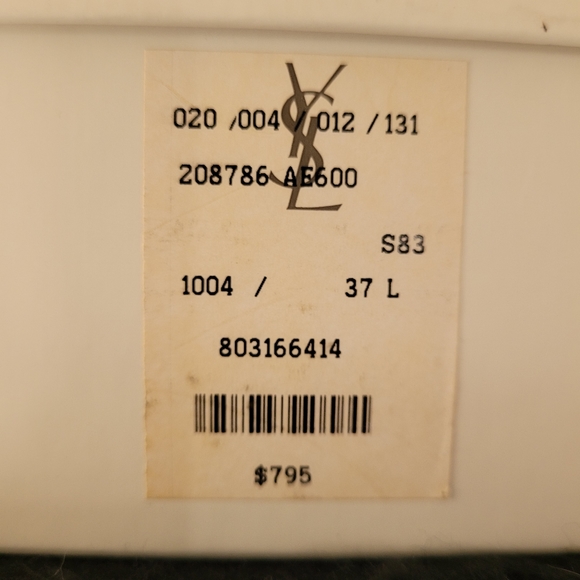 YSL
020 /004 / 012 / 131
208786 AE600
S83
1004 / 37 L
803166414
$795